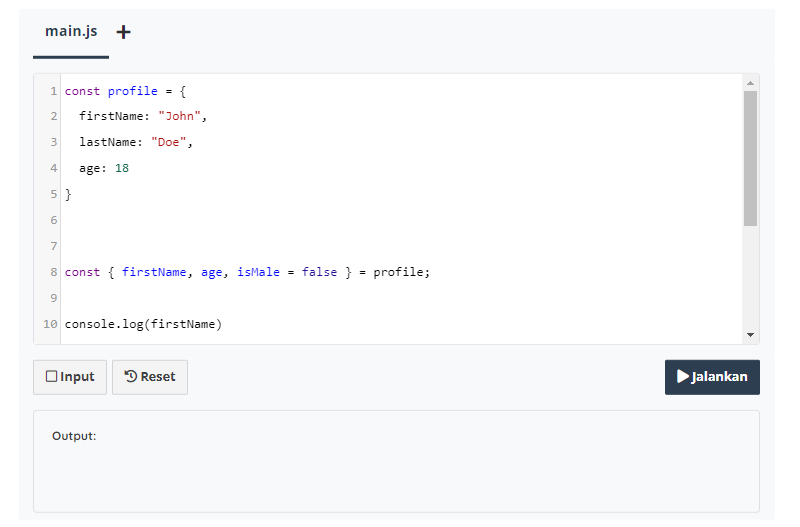 main.js +
1 const profile = {
2 firstName: "John",
3 lastName: "Doe",
4 age: 18
5 }
6
7
8 const { firstName, age, isMale = false } = profile;
9
10 console.log(firstName)
Input Reset Jalankan
Output: